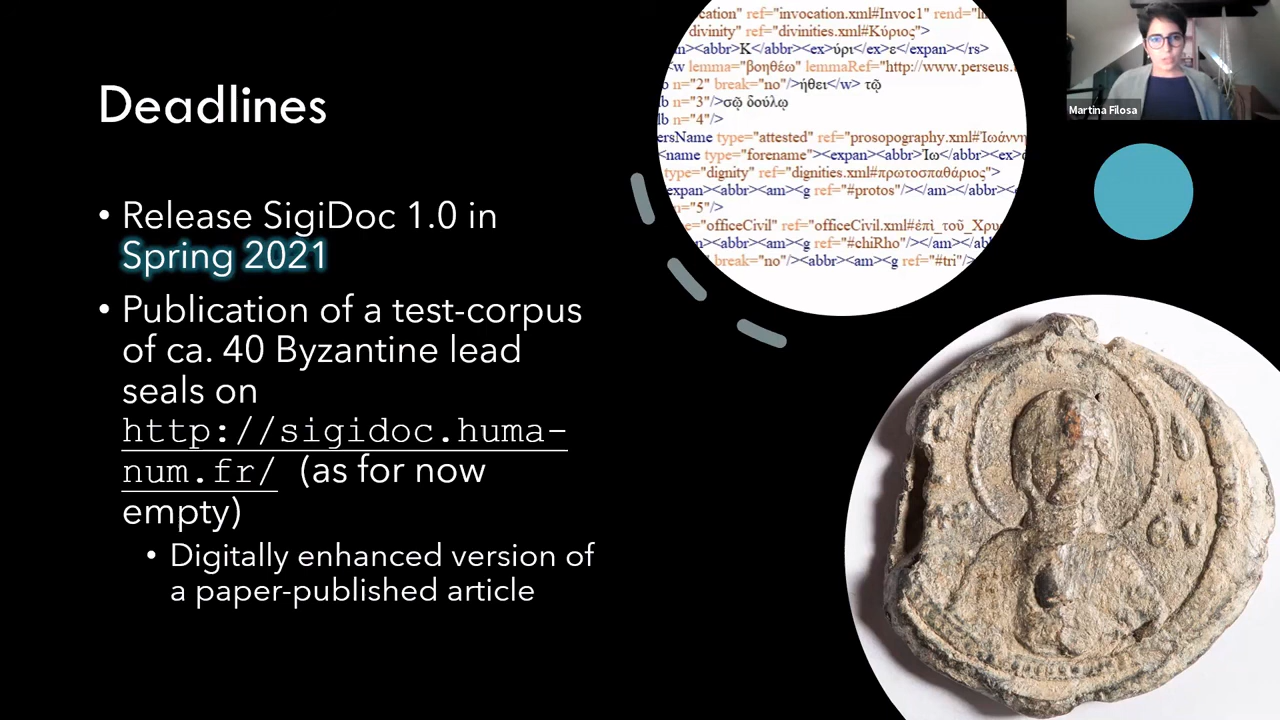 Deadlines
• Release SigiDoc 1.0 in
Spring 2021
• Publication of a test-corpus
of ca. 40 Byzantine lead
seals on
http://sigidoc.huma-
num.fr/ (as for now
empty)
• Digitally enhanced version of
a paper-published article
cation" ref="invocation.xml#Invoc1" rend="
divinity" ref="divinities.xml#Κύριος">
n><abbr>Κ</abbr><ex>ύρι</ex>ε</expan></rs>
w lemma="βοηθέω" lemmaRef="http://www.perseus.
b n="2" break="no"/>ήθει</w> τῷ
b n="3"/>σῷ δούλῳ
lb n="4"/>
ersName type="attested" ref="prosopography.xml#Ἰωάννη
<name type="forename"><expan><abbr>Ἰω</abbr><ex>
type="dignity" ref="dignities.xml#πρωτοσπαθάριος">
expan><abbr><am><g ref="#protos"/></am></abbr>
n="5"/>
e="officeCivil" ref="officeCivil.xml#ἐπὶ_τοῦ_Χρυ
n><abbr><am><g ref="#chiRho"/></am></ab
break="no"/><abbr><am><g ref="#tri"/>
Martina Filosa